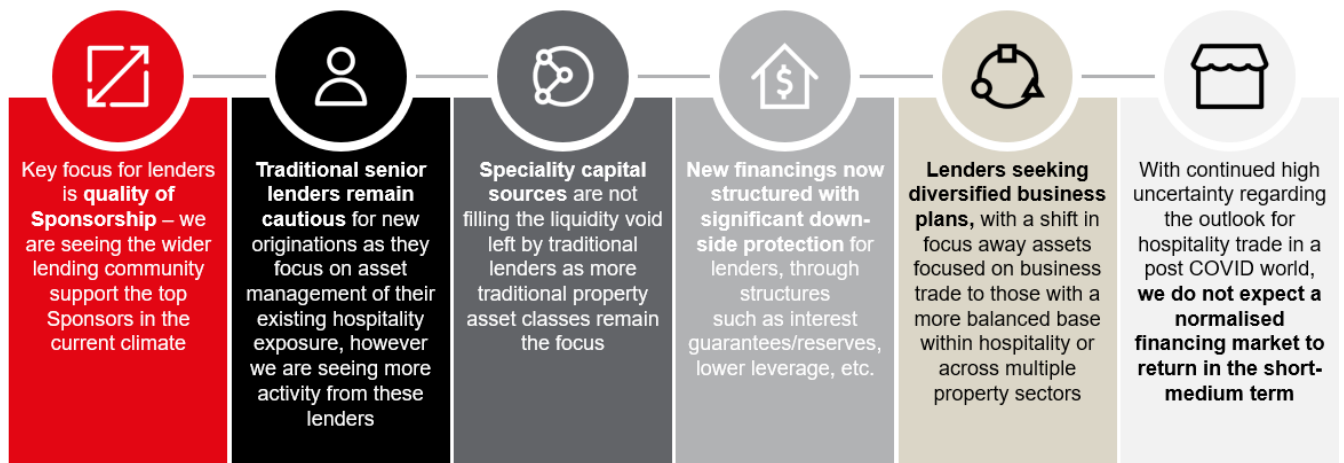 Key focus for lenders
is quality of
Sponsorship – we
are seeing the wider
lending community
support the top
Sponsors in the
current climate
Traditional senior
lenders remain
cautious for new
originations as they
focus on asset
management of their
existing hospitality
exposure, however
we are seeing more
activity from these
lenders
Speciality capital
sources are not
filling the liquidity void
left by traditional
lenders as more
traditional property
asset classes remain
the focus
$
New financings now
structured with
significant down-
side protection for
lenders, through
structures
such as interest
guarantees/reserves,
lower leverage, etc.
Lenders seeking
diversified business
plans, with a shift in
focus away assets
focused on business
trade to those with a
more balanced base
within hospitality or
across multiple
property sectors
With continued high
uncertainty regarding
the outlook for
hospitality trade in a
post COVID world,
we do not expect a
normalised
financing market to
return in the short-
medium term